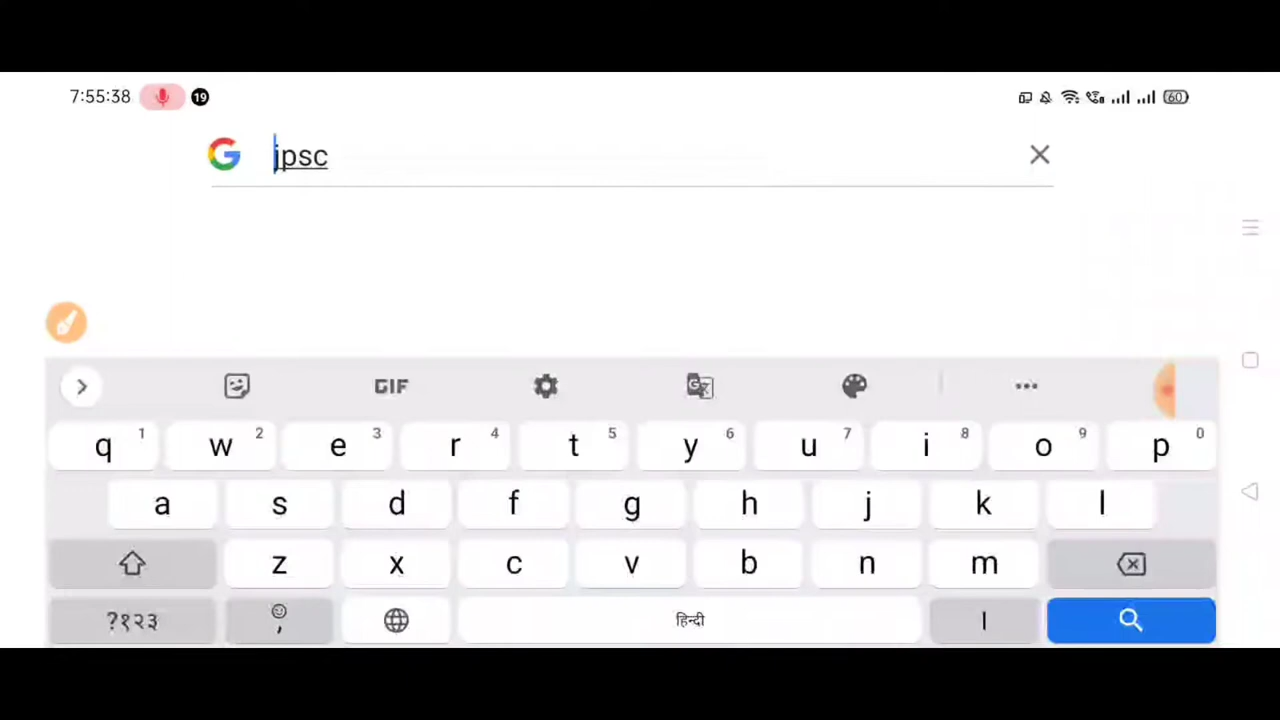 7:55:38 19 60
jpsc
GIF
q 1 w 2 e 3 r 4 t 5 y 6 u 7 i 8 o 9 p 0
a s d f g h j k l
z x c v b n m
?१२३ , हिन्दी ।